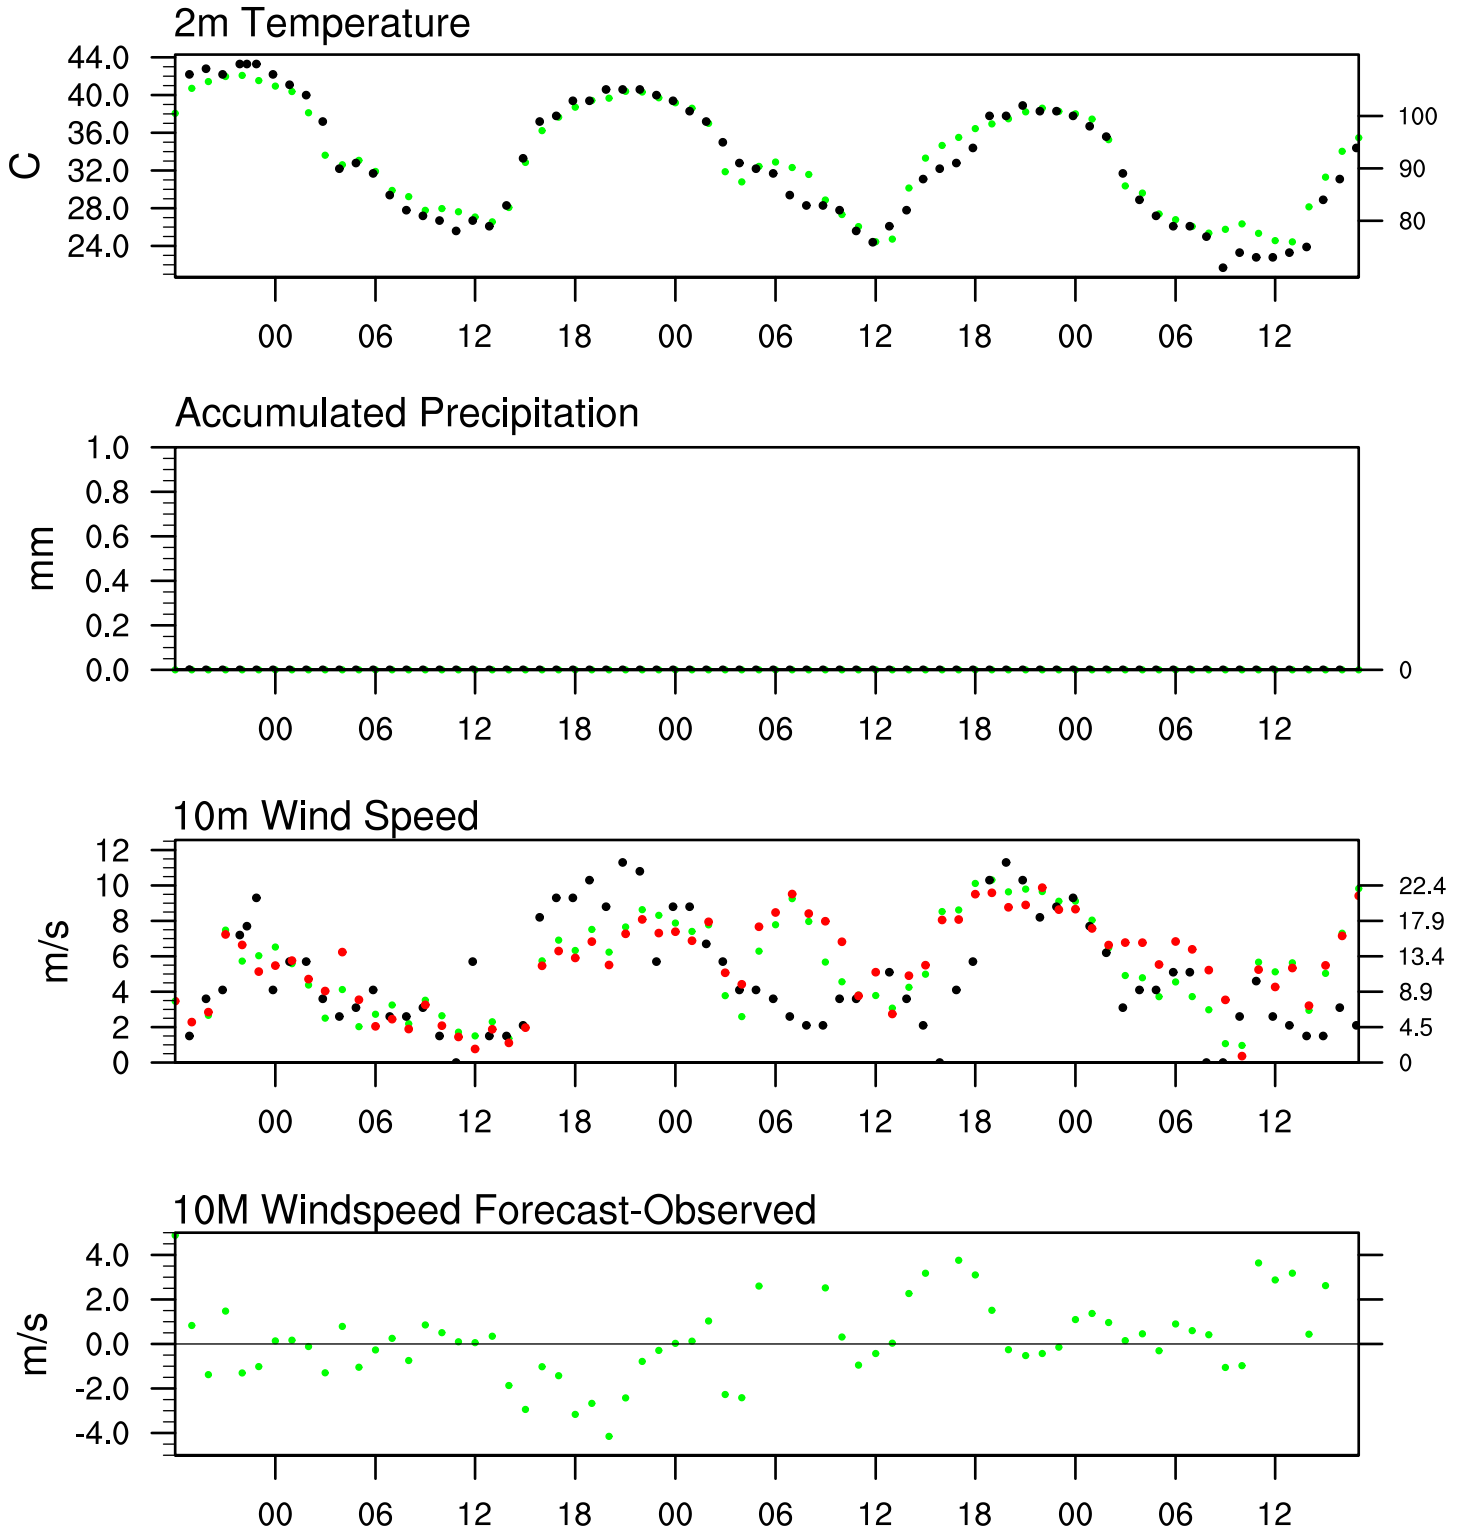 2m Temperature
44.0
40.0
36.0
32.0
28.0
24.0
C
100
90
80
00 06 12 18 00 06 12 18 00 06 12
Accumulated Precipitation
1.0
0.8
0.6
0.4
0.2
0.0
mm
0
00 06 12 18 00 06 12 18 00 06 12
10m Wind Speed
12
10
8
6
4
2
0
m/s
22.4
17.9
13.4
8.9
4.5
0
00 06 12 18 00 06 12 18 00 06 12
10M Windspeed Forecast-Observed
4.0
2.0
0.0
-2.0
-4.0
m/s
00 06 12 18 00 06 12 18 00 06 12